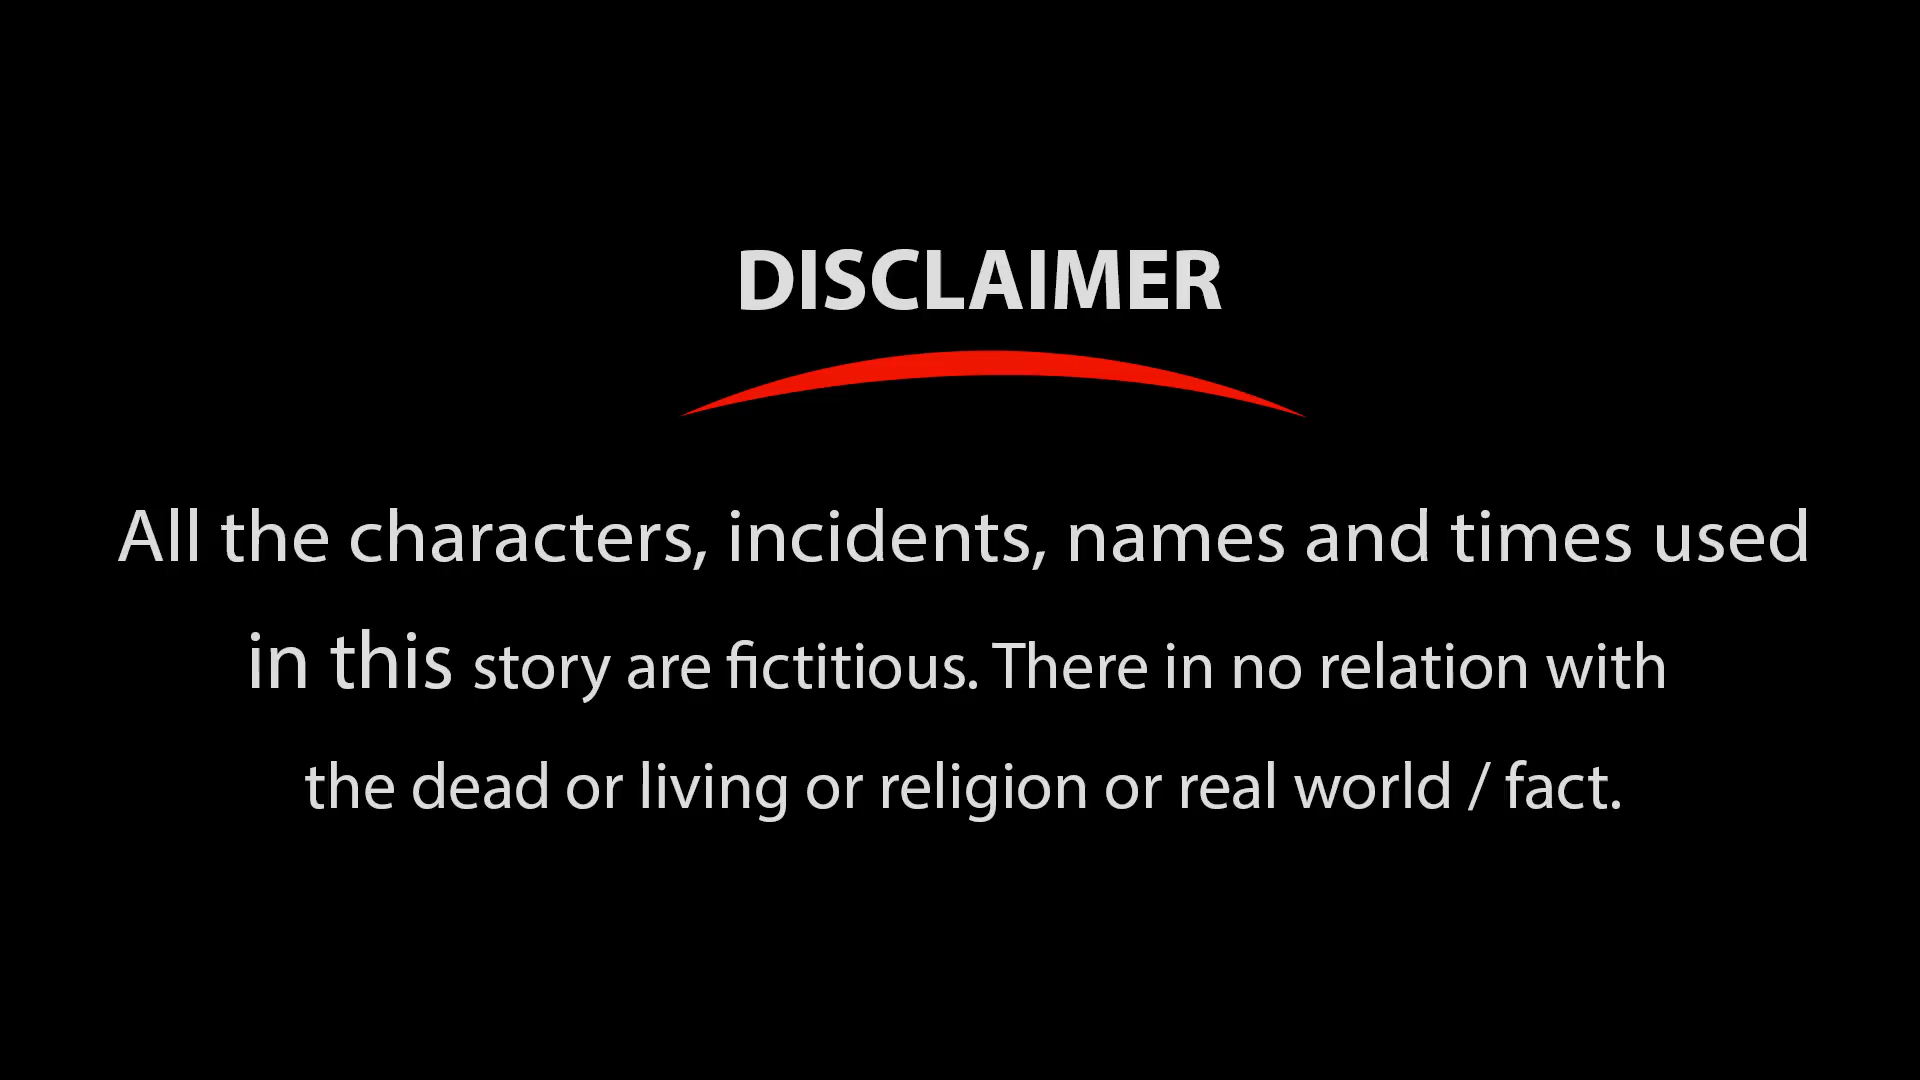 DISCLAIMER
All the characters, incidents, names and times used
in this story are fictitious. There in no relation with
the dead or living or religion or real world / fact.